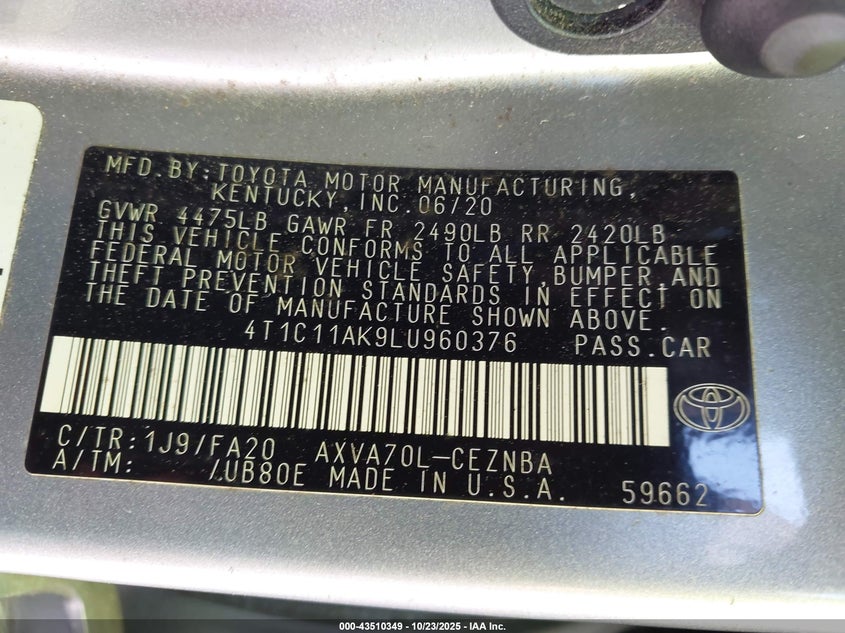 MFD. BY: TOYOTA MOTOR MANUFACTURING,
KENTUCKY, INC. 06/20
GVWR 4475LB GAWR FR 2490LB RR 2420LB
THIS VEHICLE CONFORMS TO ALL APPLICABLE
FEDERAL MOTOR VEHICLE SAFETY, BUMPER, AND
THEFT PREVENTION STANDARDS IN EFFECT ON
THE DATE OF MANUFACTURE SHOWN ABOVE.
4T1C11AK9LU960376 PASS. CAR
C/TR: 1J9/FA20 AXVA70L-CEZNBA
A/TM: /UB80E MADE IN U.S.A. 59662
000-43510349 - 10/23/2025 - IAA Inc.